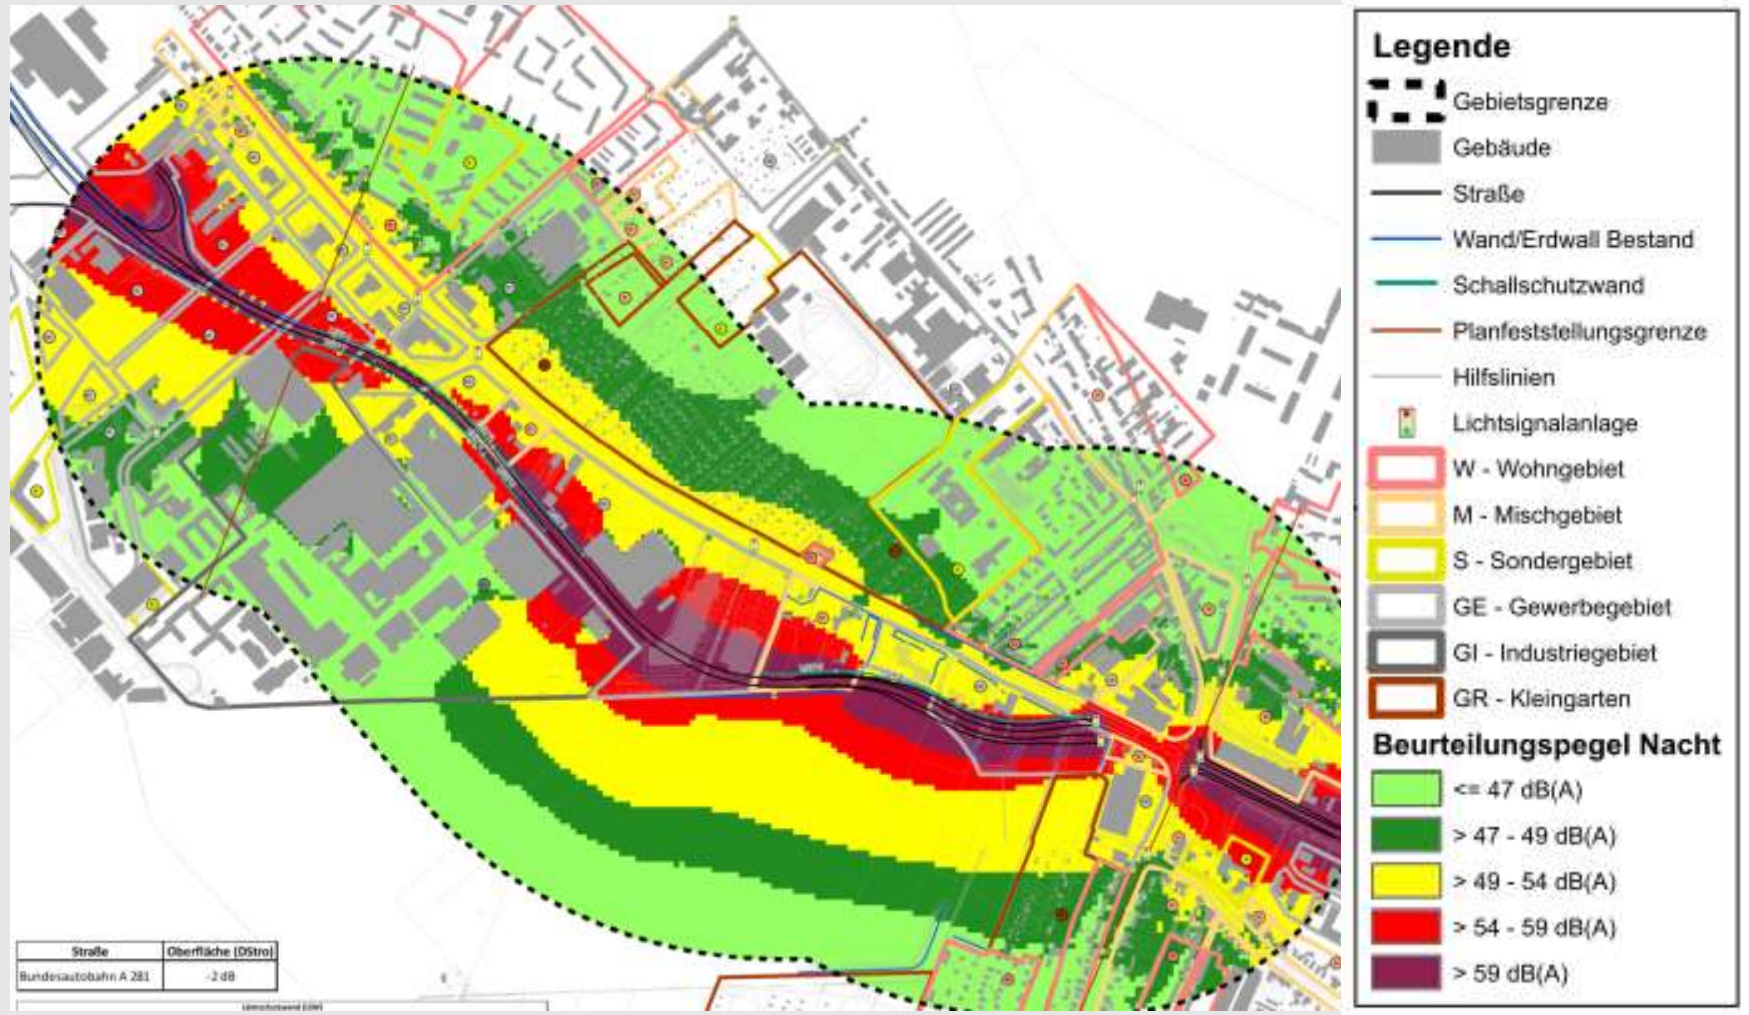 Legende
Gebietsgrenze
Gebäude
Straße
Wand/Erdwall Bestand
Schallschutzwand
Planfeststellungsgrenze
Hilfslinien
Lichtsignalanlage
W - Wohngebiet
M - Mischgebiet
S - Sondergebiet
GE - Gewerbegebiet
GI - Industriegebiet
GR - Kleingarten
Beurteilungspegel Nacht
<= 47 dB(A)
> 47 - 49 dB(A)
> 49 - 54 dB(A)
> 54 - 59 dB(A)
> 59 dB(A)
Straße Oberfläche (DStro)
Bundesautobahn A 281 -2 dB